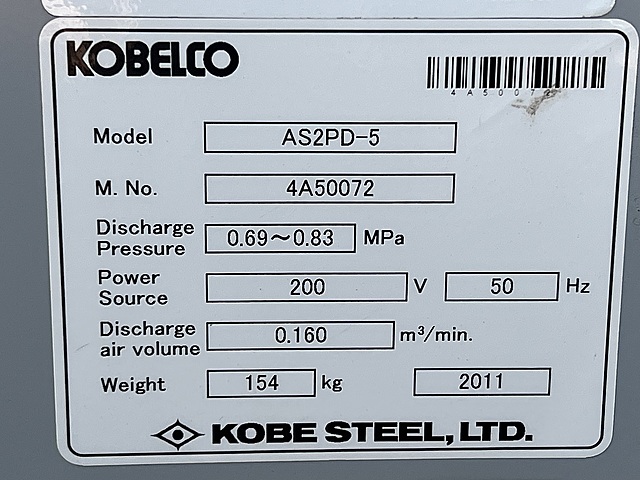 KOBELCO
4A50072
Model AS2PD-5
M. No. 4A50072
Discharge
Pressure 0.69～0.83 MPa
Power
Source 200 V 50 Hz
Discharge
air volume 0.160 m³/min.
Weight 154 kg 2011
KOBE STEEL, LTD.